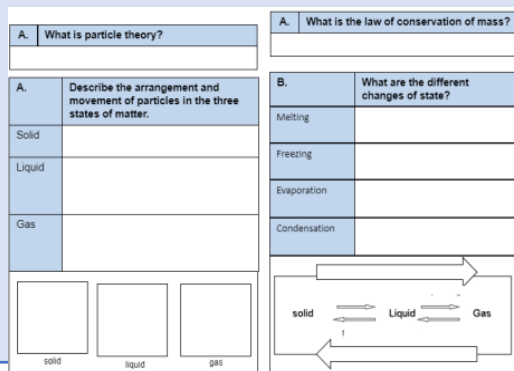 A. What is particle theory?
A. Describe the arrangement and
movement of particles in the three
states of matter.
Solid
Liquid
Gas
solid
liquid
gas
A. What is the law of conservation of mass?
B. What are the different
changes of state?
Melting
Freezing
Evaporation
Condensation
solid Liquid Gas